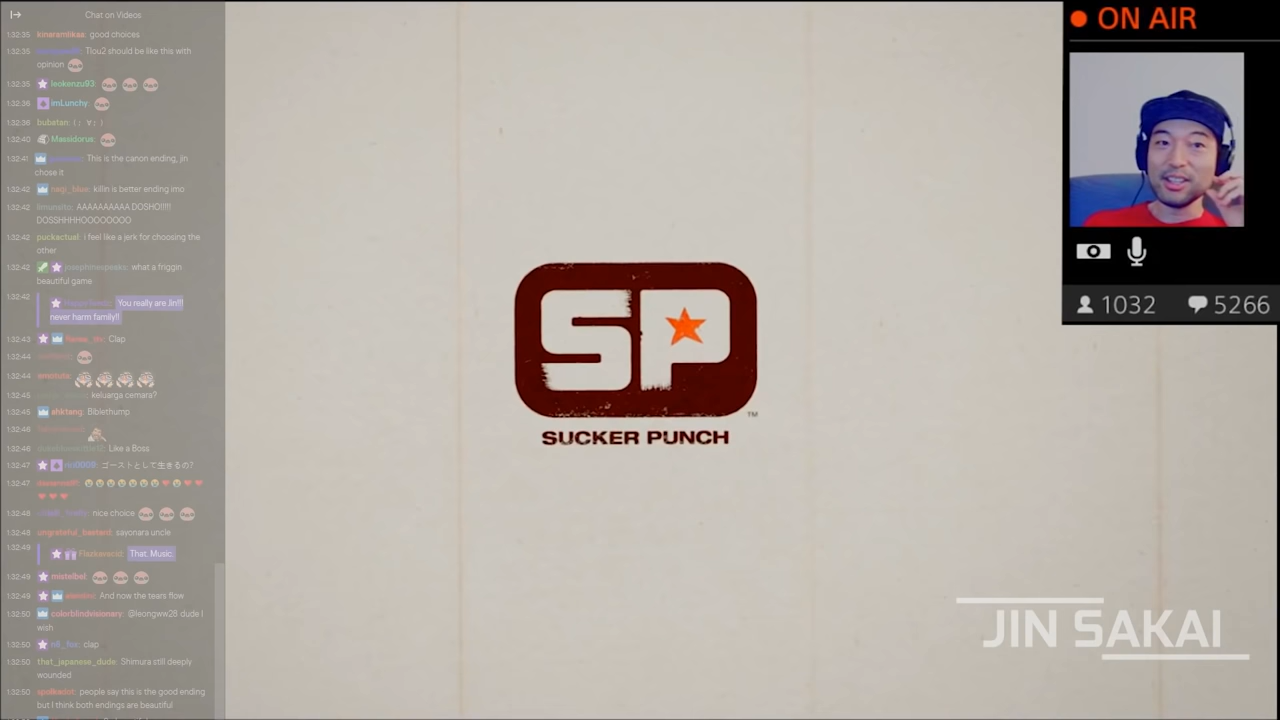 Chat on Videos
1:32:35 kinaramikaa: good choices
1:32:35 Tlou2 should be like this with
opinion
1:32:35 leokenzu93:
1:32:36 imLunchy:
1:32:36 bubatan:
1:32:40 Massidorux:
1:32:41 This is the canon ending, jin
chose it
1:32:42 killin is better ending imo
1:32:42 AAAAAAAAAA DOSHO!!!!!
DOSSHHHHOOOOOOOO
1:32:42 puckactual: i feel like a jerk for choosing the
other
1:32:42 what a friggin
beautiful game
1:32:42 You really are Jin!!!
never harm family!!
1:32:43 Clap
1:32:44
1:32:44
1:32:45 keluarga cemara?
1:32:45 ahktang: Biblethump
1:32:46
1:32:46 Like a Boss
1:32:47 ゴーストとして生きるの?
1:32:47
1:32:48 nice choice
1:32:48 ungrateful_bastard: sayonara uncle
1:32:49 That. Music.
1:32:49 mistelbel:
1:32:49 And now the tears flow
1:32:50 colorblindvisionary: @leongww28 dude I
wish
1:32:50 clap
1:32:50 that_japanese_dude: Shimura still deeply
wounded
1:32:50 people say this is the good ending
but I think both endings are beautiful
SP
TM
SUCKER PUNCH
ON AIR
1032 5266
JIN SAKAI